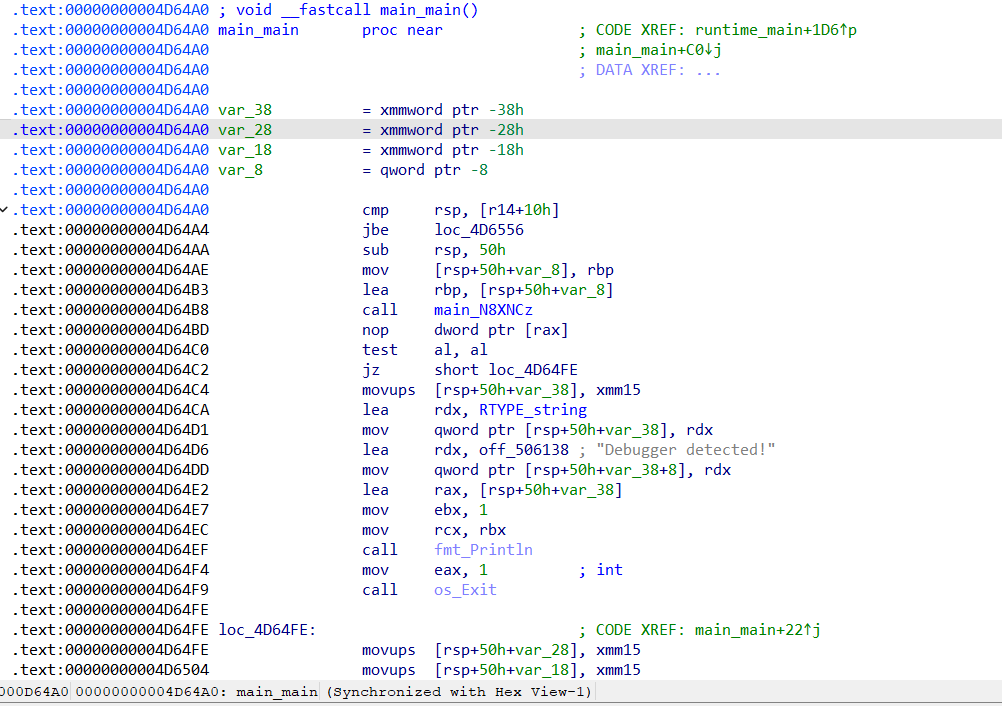 .text:00000000004D64A0 ; void __fastcall main_main()
.text:00000000004D64A0 main_main proc near ; CODE XREF: runtime_main+1D6↑p
.text:00000000004D64A0 ; main_main+C0↓j
.text:00000000004D64A0 ; DATA XREF: ...
.text:00000000004D64A0
.text:00000000004D64A0 var_38 = xmmword ptr -38h
.text:00000000004D64A0 var_28 = xmmword ptr -28h
.text:00000000004D64A0 var_18 = xmmword ptr -18h
.text:00000000004D64A0 var_8 = qword ptr -8
.text:00000000004D64A0
.text:00000000004D64A0 cmp rsp, [r14+10h]
.text:00000000004D64A4 jbe loc_4D6556
.text:00000000004D64AA sub rsp, 50h
.text:00000000004D64AE mov [rsp+50h+var_8], rbp
.text:00000000004D64B3 lea rbp, [rsp+50h+var_8]
.text:00000000004D64B8 call main_N8XNCz
.text:00000000004D64BD nop dword ptr [rax]
.text:00000000004D64C0 test al, al
.text:00000000004D64C2 jz short loc_4D64FE
.text:00000000004D64C4 movups [rsp+50h+var_38], xmm15
.text:00000000004D64CA lea rdx, RTYPE_string
.text:00000000004D64D1 mov qword ptr [rsp+50h+var_38], rdx
.text:00000000004D64D6 lea rdx, off_506138 ; "Debugger detected!"
.text:00000000004D64DD mov qword ptr [rsp+50h+var_38+8], rdx
.text:00000000004D64E2 lea rax, [rsp+50h+var_38]
.text:00000000004D64E7 mov ebx, 1
.text:00000000004D64EC mov rcx, rbx
.text:00000000004D64EF call fmt_Println
.text:00000000004D64F4 mov eax, 1 ; int
.text:00000000004D64F9 call os_Exit
.text:00000000004D64FE
.text:00000000004D64FE loc_4D64FE: ; CODE XREF: main_main+22↑j
.text:00000000004D64FE movups [rsp+50h+var_28], xmm15
.text:00000000004D6504 movups [rsp+50h+var_18], xmm15
000D64A0 00000000004D64A0: main_main (Synchronized with Hex View-1)